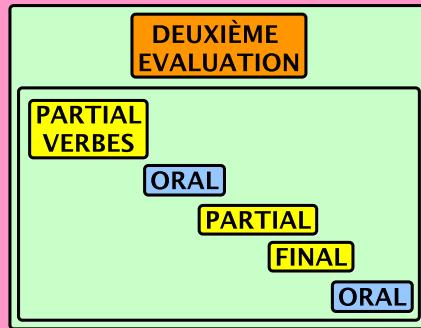 DEUXIÈME
EVALUATION
PARTIAL
VERBES
ORAL
PARTIAL
FINAL
ORAL